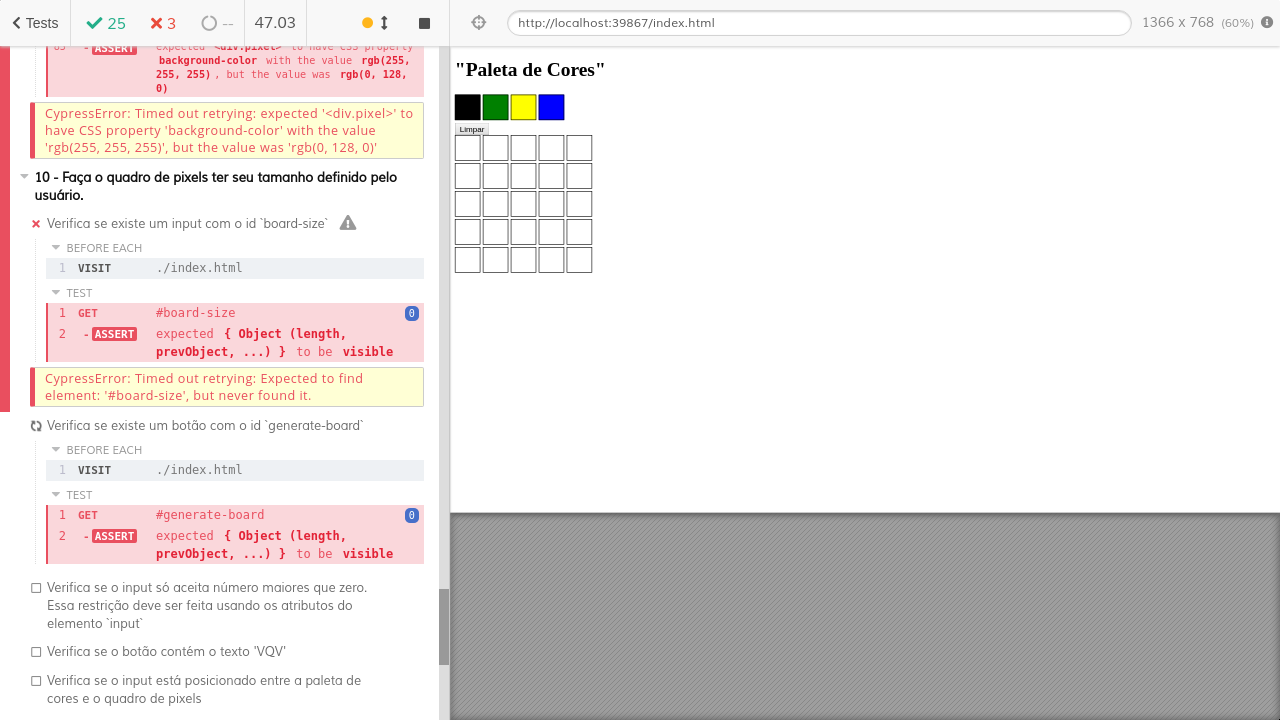 Tests
25
3
--
47.03
http://localhost:39867/index.html
1366 x 768 (60%)
- ASSERT expected <div.pixel> to have CSS property
background-color with the value rgb(255,
255, 255), but the value was rgb(0, 128,
0)
CypressError: Timed out retrying: expected '<div.pixel>' to
have CSS property 'background-color' with the value
'rgb(255, 255, 255)', but the value was 'rgb(0, 128, 0)'
10 - Faça o quadro de pixels ter seu tamanho definido pelo
usuário.
Verifica se existe um input com o id `board-size`
BEFORE EACH
1 VISIT ./index.html
TEST
1 GET #board-size 0
2 - ASSERT expected { Object (length,
prevObject, ...) } to be visible
CypressError: Timed out retrying: Expected to find
element: '#board-size', but never found it.
Verifica se existe um botão com o id `generate-board`
BEFORE EACH
1 VISIT ./index.html
TEST
1 GET #generate-board 0
2 - ASSERT expected { Object (length,
prevObject, ...) } to be visible
Verifica se o input só aceita número maiores que zero.
Essa restrição deve ser feita usando os atributos do
elemento `input`
Verifica se o botão contém o texto 'VQV'
Verifica se o input está posicionado entre a paleta de
cores e o quadro de pixels
"Paleta de Cores"
Limpar